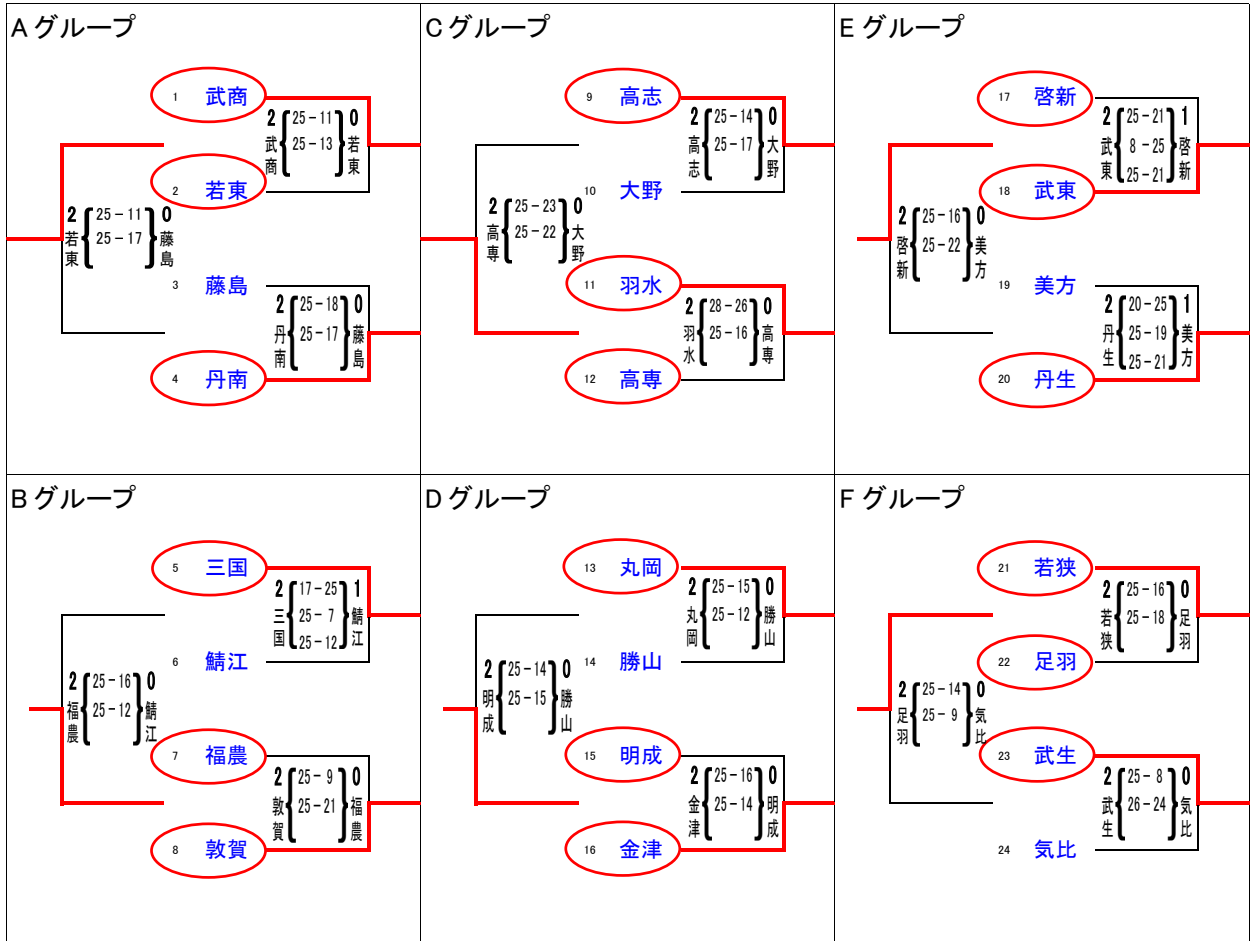 A グループ
1 武商
2 { 25－11 } 0
武商 25－13 若東
2 若東
2 { 25－11 } 0
若東 25－17 藤島
3 藤島
2 { 25－18 } 0
丹南 25－17 藤島
4 丹南
C グループ
9 高志
2 { 25－14 } 0
高志 25－17 大野
10 大野
2 { 25－23 } 0
高専 25－22 大野
11 羽水
2 { 28－26 } 0
羽水 25－16 高専
12 高専
E グループ
17 啓新
2 { 25－21 } 1
武東 8 －25 啓新
25－21
18 武東
2 { 25－16 } 0
啓新 25－22 美方
19 美方
2 { 20－25 } 1
丹生 25－19 美方
25－21
20 丹生
B グループ
5 三国
2 { 17－25 } 1
三国 25－ 7 鯖江
25－12
6 鯖江
2 { 25－16 } 0
福農 25－12 鯖江
7 福農
2 { 25－ 9 } 0
敦賀 25－21 福農
8 敦賀
D グループ
13 丸岡
2 { 25－15 } 0
丸岡 25－12 勝山
14 勝山
2 { 25－14 } 0
明成 25－15 勝山
15 明成
2 { 25－16 } 0
金津 25－14 明成
16 金津
F グループ
21 若狭
2 { 25－16 } 0
若狭 25－18 足羽
22 足羽
2 { 25－14 } 0
足羽 25－ 9 気比
23 武生
2 { 25－ 8 } 0
武生 26－24 気比
24 気比